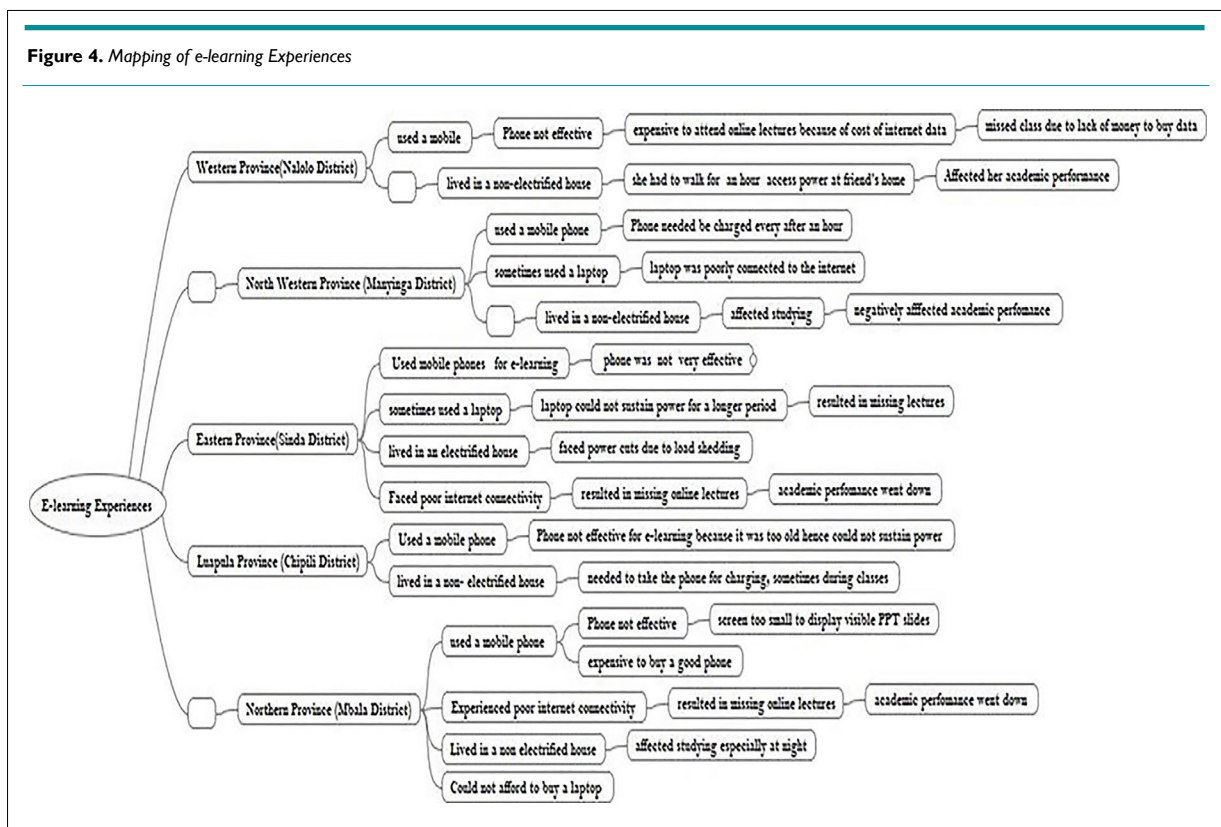 Figure 4. Mapping of e-learning Experiences
E-learning Experiences
Western Province(Nalolo District)
used a mobile
Phone not effective
expensive to attend online lectures because of cost of internet data
missed class due to lack of money to buy data
lived in a non-electrified house
she had to walk for an hour access power at friend's home
Affected her academic performance
North Western Province (Manyinga District)
used a mobile phone
Phone needed be charged every after an hour
sometimes used a laptop
laptop was poorly connected to the internet
lived in a non-electrified house
affected studying
negatively afffected academic perfomance
Eastern Province(Sinda District)
Used mobile phones for e-learning
phone was not very effective
sometimes used a laptop
laptop could not sustain power for a longer period
resulted in missing lectures
lived in an electrified house
faced power cuts due to load shedding
Faced poor internet connectivity
resulted in missing online lectures
academic perfomance went down
Luapula Province (Chipili District)
Used a mobile phone
Phone not effective for e-learning because it was too old hence could not sustain power
lived in a non- electrified house
needed to take the phone for charging, sometimes during classes
Northern Province (Mbala District)
used a mobile phone
Phone not effective
screen too small to display visible PPT slides
expensive to buy a good phone
Experienced poor internet connectivity
resulted in missing online lectures
academic perfomance went down
Lived in a non electrified house
affected studying especially at night
Could not afford to buy a laptop